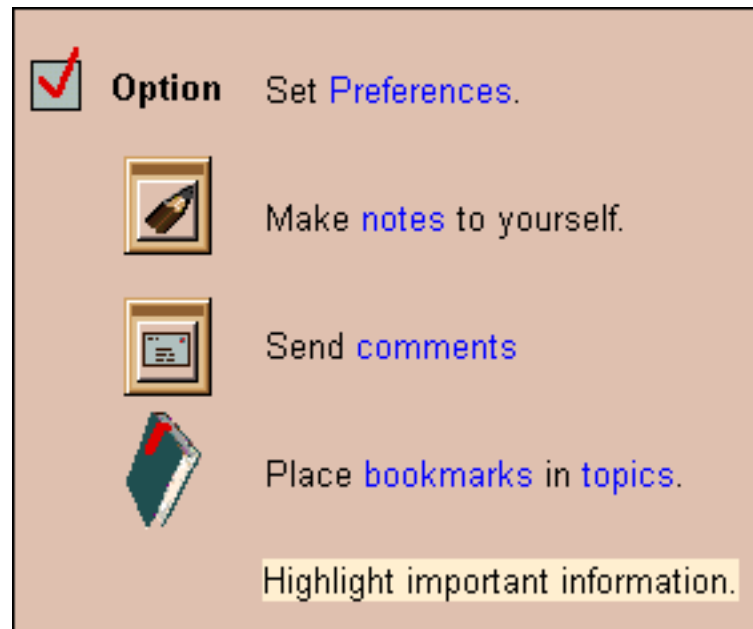 Option Set Preferences.
Make notes to yourself.
Send comments
Place bookmarks in topics.
Highlight important information.